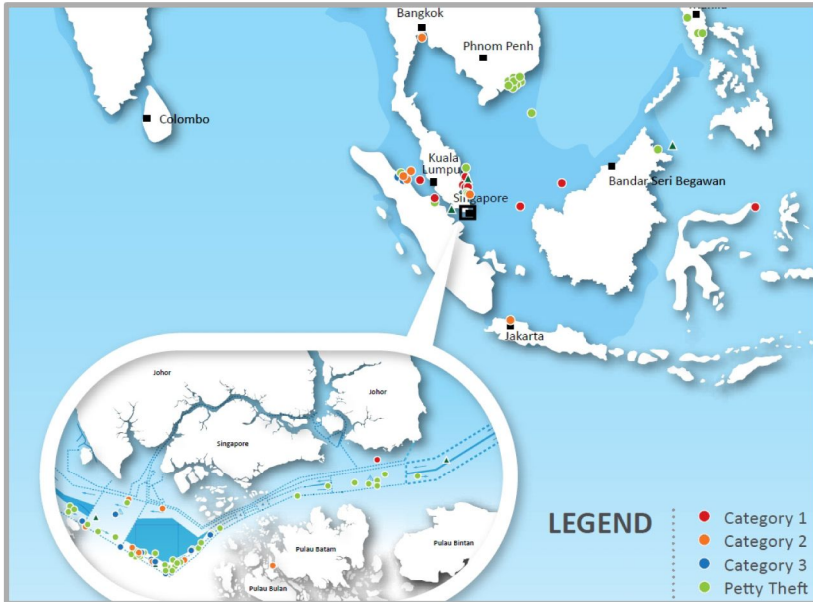 Bangkok
Phnom Penh
Colombo
Kuala
Lumpu
Singapore
Bandar Seri Begawan
Jakarta
Johor
Johor
Singapore
Pulau Batam
Pulau Bintan
Pulau Bulan
LEGEND
Category 1
Category 2
Category 3
Petty Theft